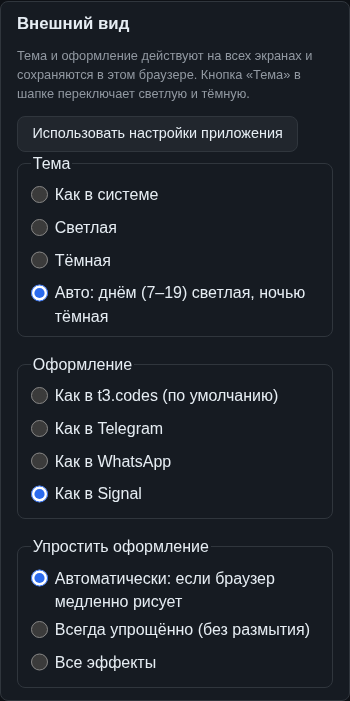 Внешний вид
Тема и оформление действуют на всех экранах и
сохраняются в этом браузере. Кнопка «Тема» в
шапке переключает светлую и тёмную.
Использовать настройки приложения
Тема
Как в системе
Светлая
Тёмная
Авто: днём (7–19) светлая, ночью
тёмная
Оформление
Как в t3.codes (по умолчанию)
Как в Telegram
Как в WhatsApp
Как в Signal
Упростить оформление
Автоматически: если браузер
медленно рисует
Всегда упрощённо (без размытия)
Все эффекты